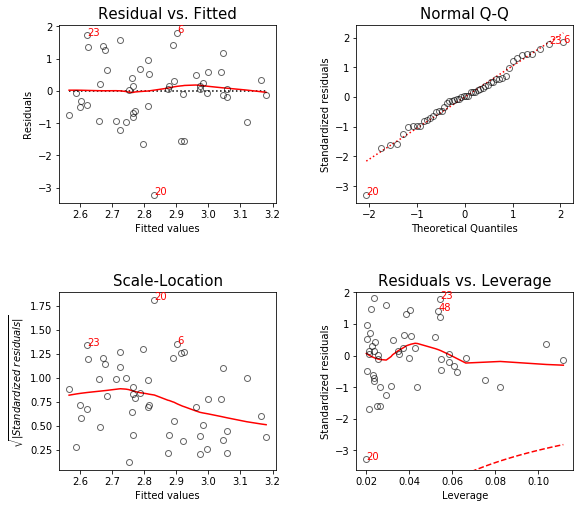 Residual vs. Fitted
Residuals
2
1
0
−1
−2
−3
23
6
20
2.6 2.7 2.8 2.9 3.0 3.1 3.2
Fitted values
Normal Q-Q
Standardized residuals
2
1
0
−1
−2
−3
23 6
20
−2 −1 0 1 2
Theoretical Quantiles
Scale-Location
√|Standardized residuals|
1.75
1.50
1.25
1.00
0.75
0.50
0.25
20
23
6
2.6 2.7 2.8 2.9 3.0 3.1 3.2
Fitted values
Residuals vs. Leverage
Standardized residuals
2
1
0
−1
−2
−3
23
48
20
0.02 0.04 0.06 0.08 0.10
Leverage